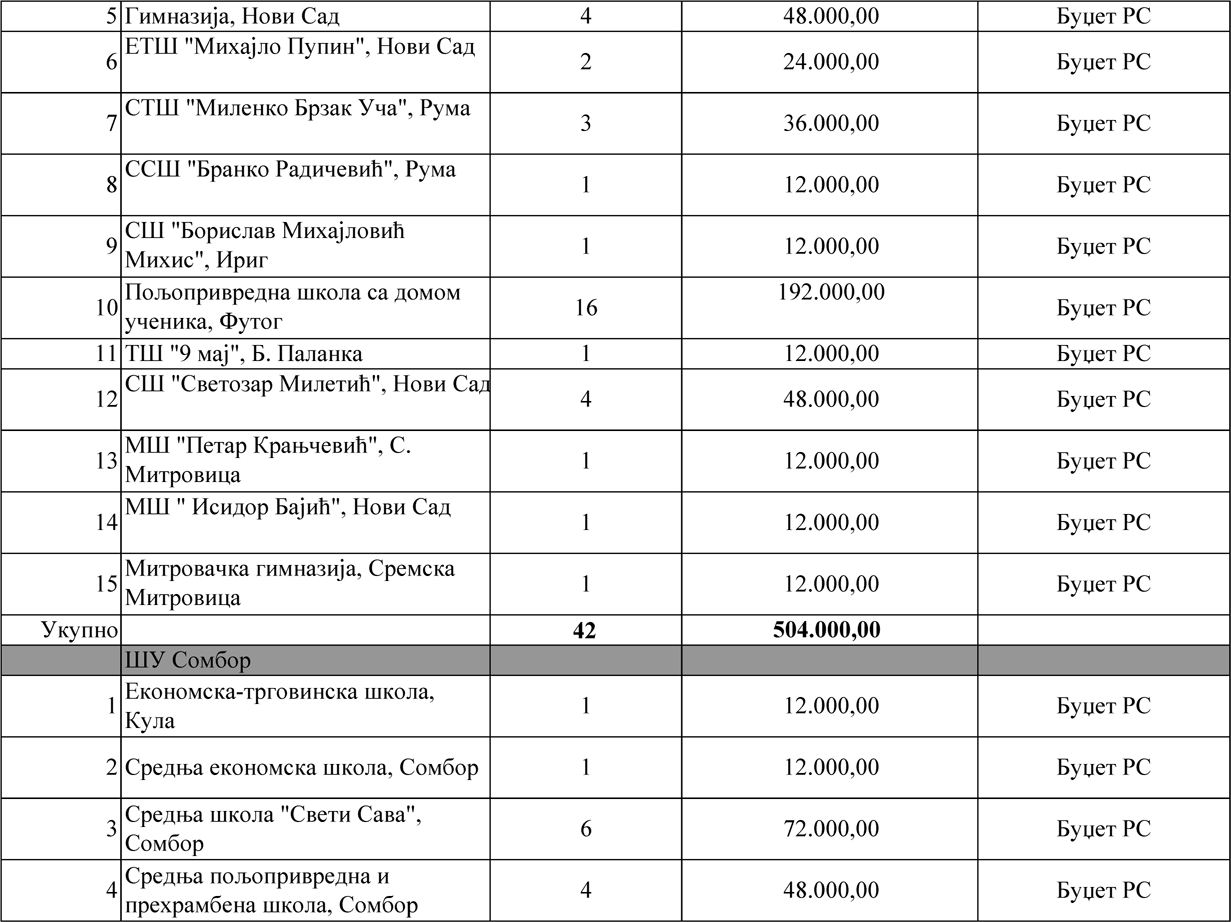 5 Гимназија, Нови Сад 4 48.000,00 Буџет РС
6 ЕТШ "Михајло Пупин", Нови Сад 2 24.000,00 Буџет РС
7 СТШ "Миленко Брзак Уча", Рума 3 36.000,00 Буџет РС
8 ССШ "Бранко Радичевић", Рума 1 12.000,00 Буџет РС
9 СШ "Борислав Михајловић
Михис", Ириг 1 12.000,00 Буџет РС
10 Пољопривредна школа са домом
ученика, Футог 16 192.000,00 Буџет РС
11 ТШ "9 мај", Б. Паланка 1 12.000,00 Буџет РС
12 СШ "Светозар Милетић", Нови Сад 4 48.000,00 Буџет РС
13 МШ "Петар Крањчевић", С.
Митровица 1 12.000,00 Буџет РС
14 МШ " Исидор Бајић", Нови Сад 1 12.000,00 Буџет РС
15 Митровачка гимназија, Сремска
Митровица 1 12.000,00 Буџет РС
Укупно 42 504.000,00
ШУ Сомбор
1 Економска-трговинска школа,
Кула 1 12.000,00 Буџет РС
2 Средња економска школа, Сомбор 1 12.000,00 Буџет РС
3 Средња школа "Свети Сава",
Сомбор 6 72.000,00 Буџет РС
4 Средња пољопривредна и
прехрамбена школа, Сомбор 4 48.000,00 Буџет РС